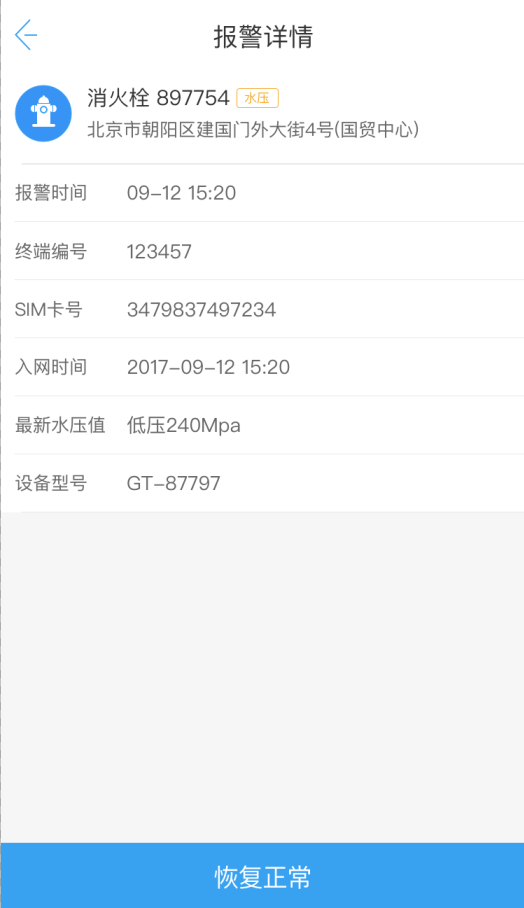 报警详情
消火栓 897754 水压
北京市朝阳区建国门外大街4号(国贸中心)
报警时间 09-12 15:20
终端编号 123457
SIM卡号 3479837497234
入网时间 2017-09-12 15:20
最新水压值 低压240Mpa
设备型号 GT-87797
恢复正常